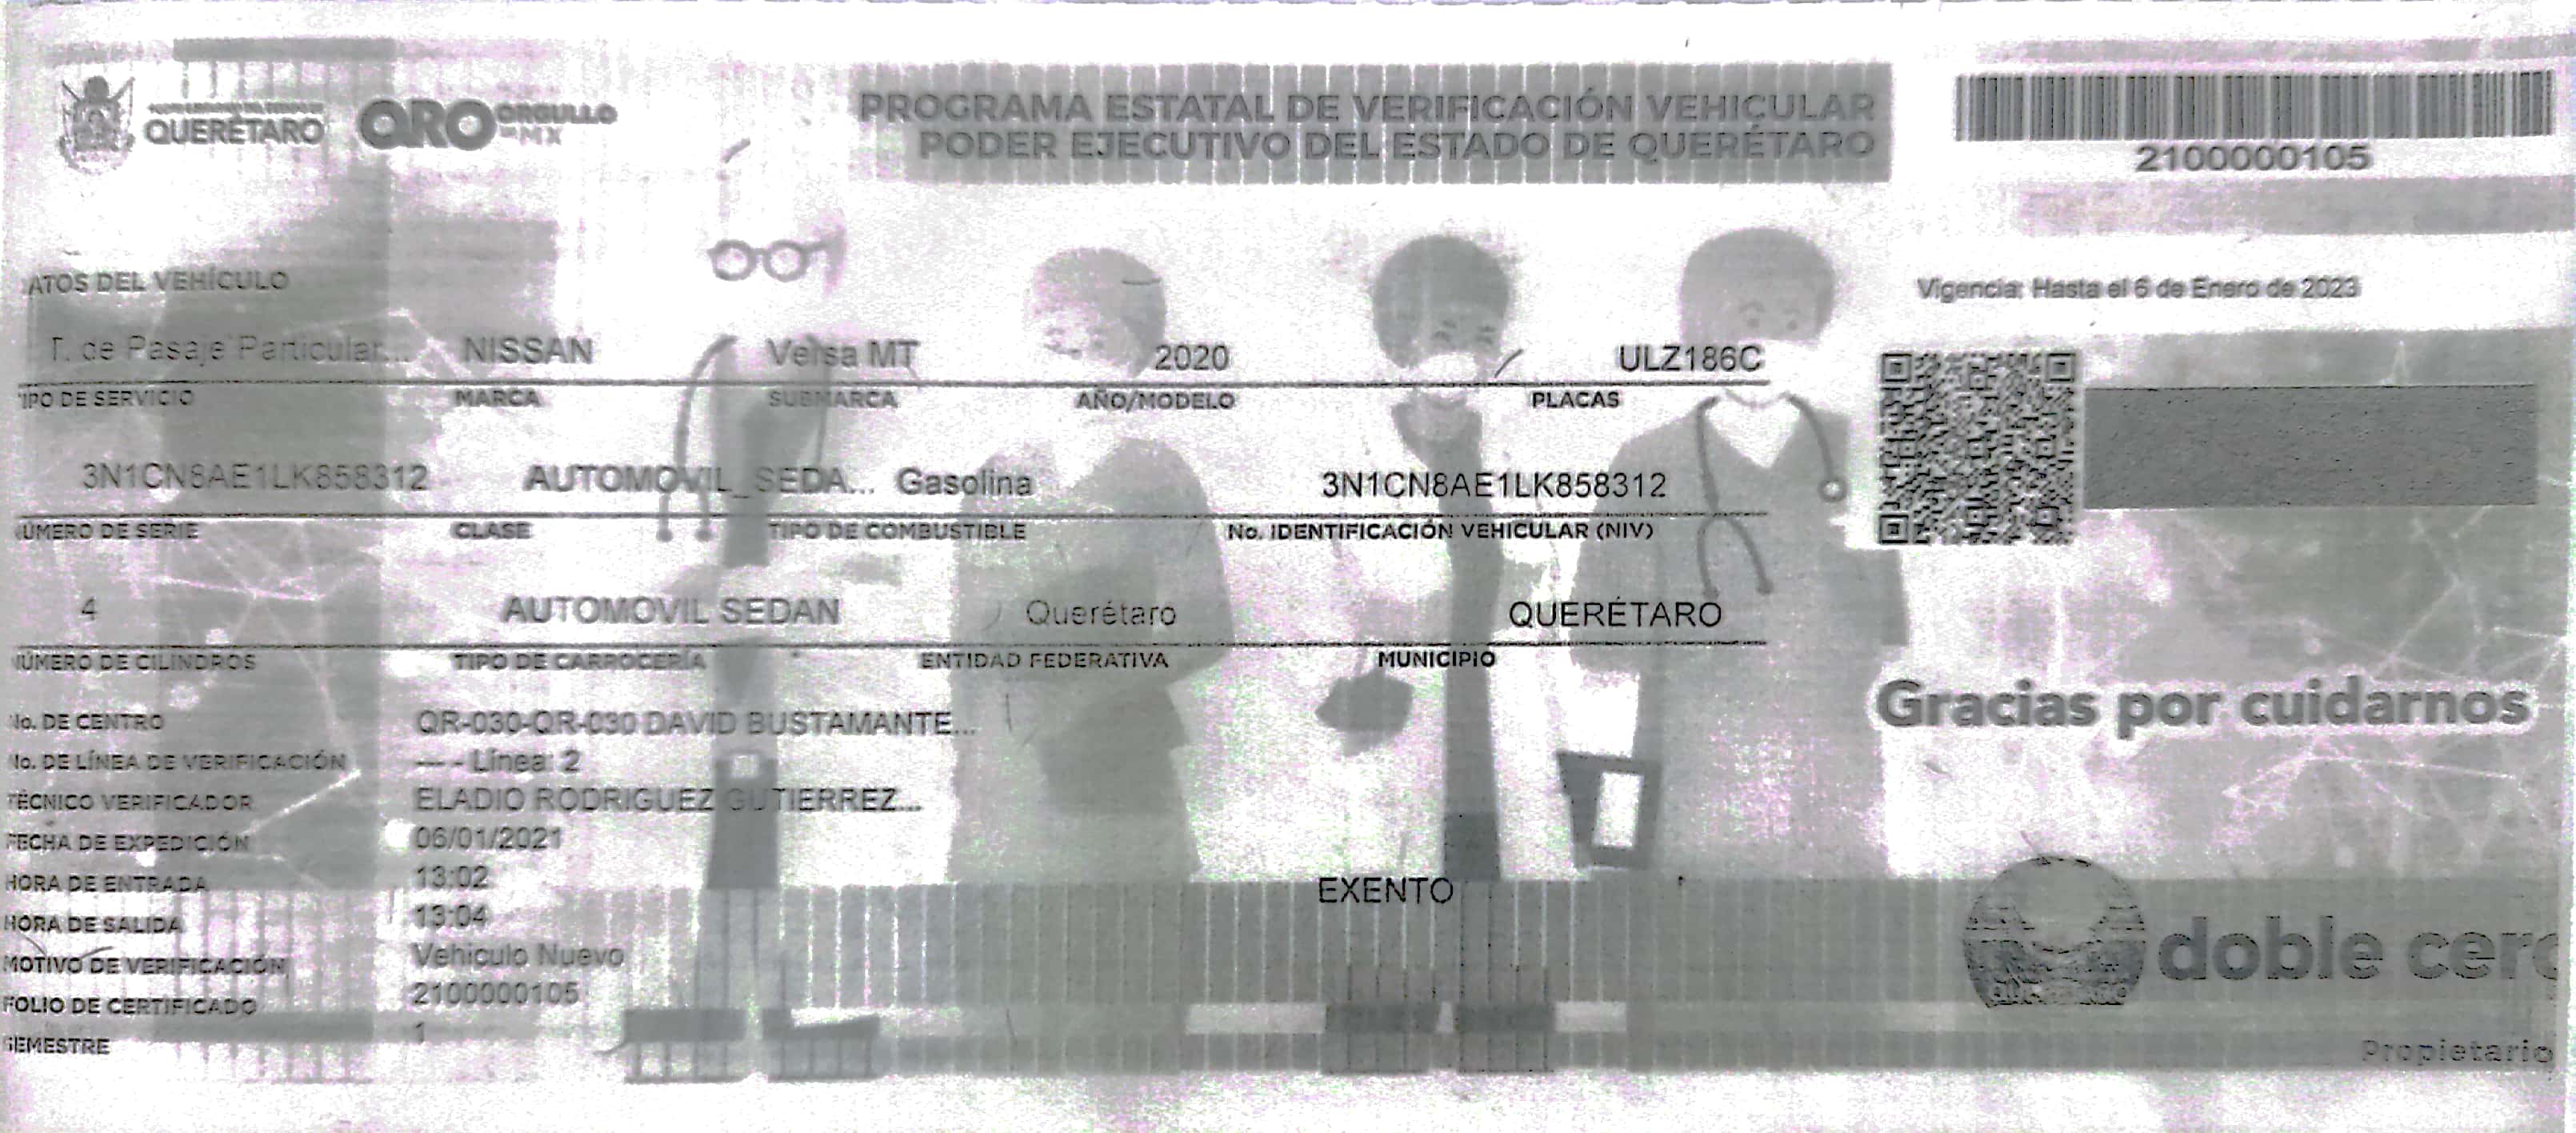 QUERÉTARO
QRO ORGULLO MX
PROGRAMA ESTATAL DE VERIFICACIÓN VEHICULAR
PODER EJECUTIVO DEL ESTADO DE QUERÉTARO
2100000105
ATOS DEL VEHÍCULO
Vigencia: Hasta el 6 de Enero de 2023
T. de Pasaje Particular... NISSAN Versa MT 2020 ULZ186C
TIPO DE SERVICIO MARCA SUBMARCA AÑO/MODELO PLACAS
3N1CN8AE1LK858312 AUTOMOVIL_SEDA... Gasolina 3N1CN8AE1LK858312
NÚMERO DE SERIE CLASE TIPO DE COMBUSTIBLE No. IDENTIFICACIÓN VEHICULAR (NIV)
4 AUTOMOVIL SEDAN Querétaro QUERÉTARO
NÚMERO DE CILINDROS TIPO DE CARROCERÍA ENTIDAD FEDERATIVA MUNICIPIO
Gracias por cuidarnos
No. DE CENTRO QR-030-QR-030 DAVID BUSTAMANTE...
No. DE LÍNEA DE VERIFICACIÓN --- - Línea: 2
TÉCNICO VERIFICADOR ELADIO RODRIGUEZ GUTIERREZ...
FECHA DE EXPEDICIÓN 06/01/2021
HORA DE ENTRADA 13:02
EXENTO
HORA DE SALIDA 13:04
MOTIVO DE VERIFICACIÓN Vehiculo Nuevo
doble cero
FOLIO DE CERTIFICADO 2100000105
SEMESTRE 1
Propietario